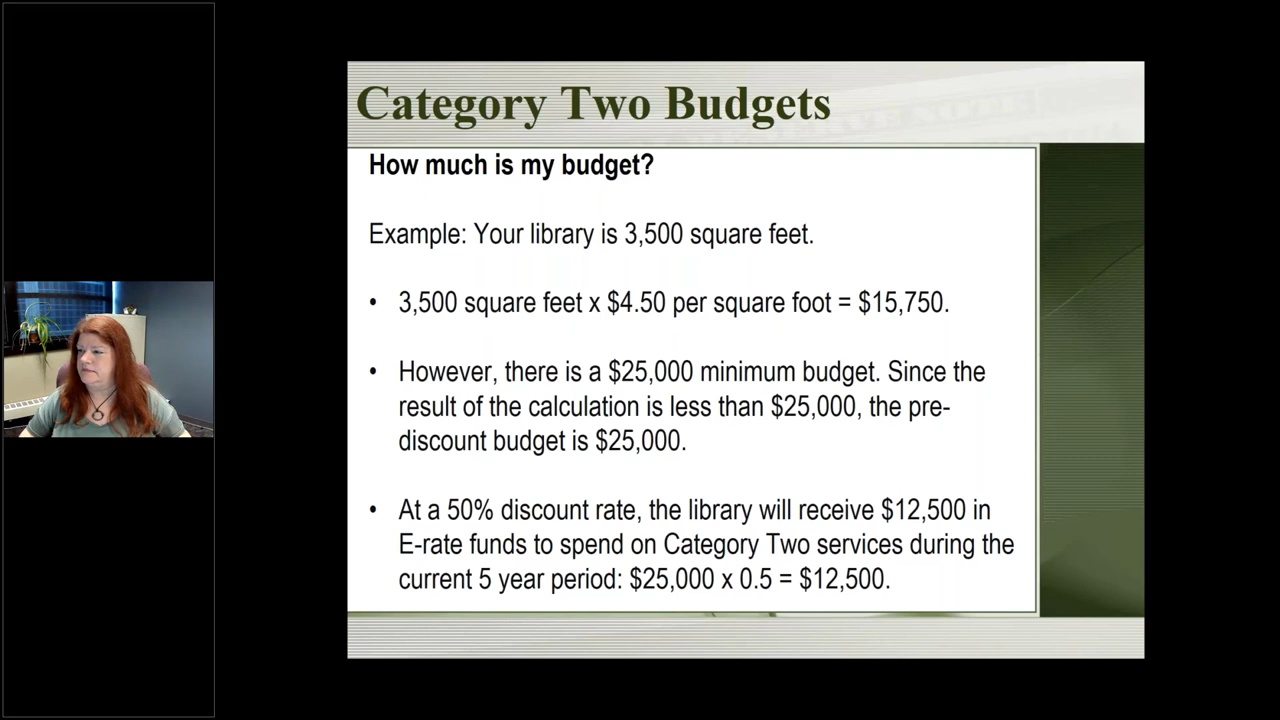 Category Two Budgets
How much is my budget?
Example: Your library is 3,500 square feet.
• 3,500 square feet x $4.50 per square foot = $15,750.
• However, there is a $25,000 minimum budget. Since the
result of the calculation is less than $25,000, the pre-
discount budget is $25,000.
• At a 50% discount rate, the library will receive $12,500 in
E-rate funds to spend on Category Two services during the
current 5 year period: $25,000 x 0.5 = $12,500.